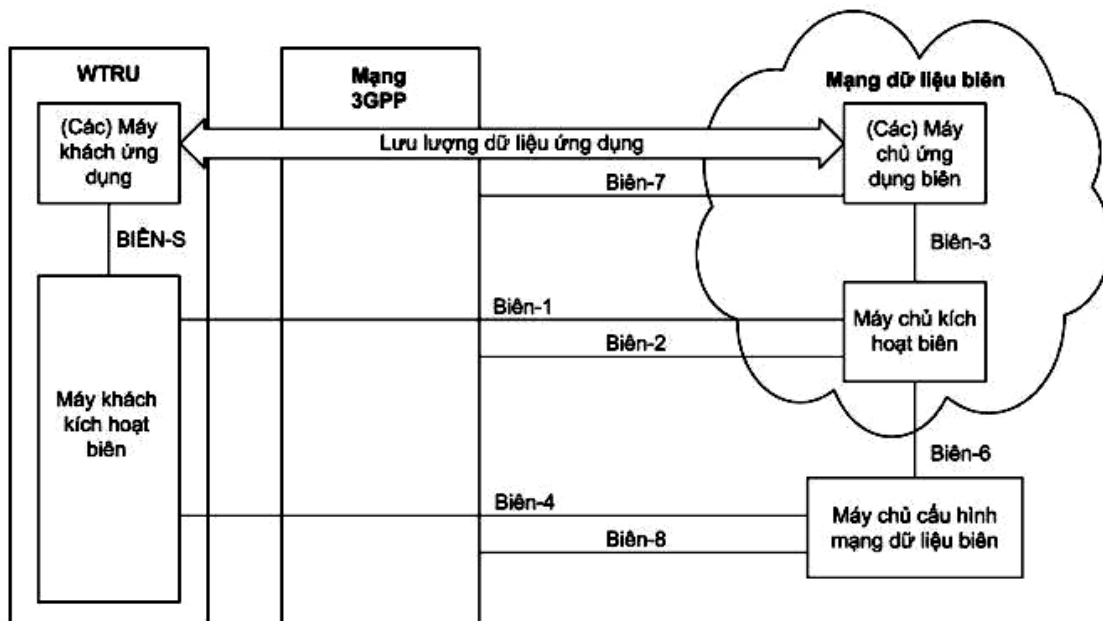 WTRU
Mạng
3GPP
Mạng dữ liệu biên
(Các) Máy
khách ứng
dụng
Lưu lượng dữ liệu ứng dụng
(Các) Máy
chủ ứng
dụng biên
Biên-7
BIÊN-S
Biên-3
Biên-1
Máy chủ kích
hoạt biên
Biên-2
Máy khách
kích hoạt
biên
Biên-6
Biên-4
Máy chủ cấu hình
mạng dữ liệu biên
Biên-8